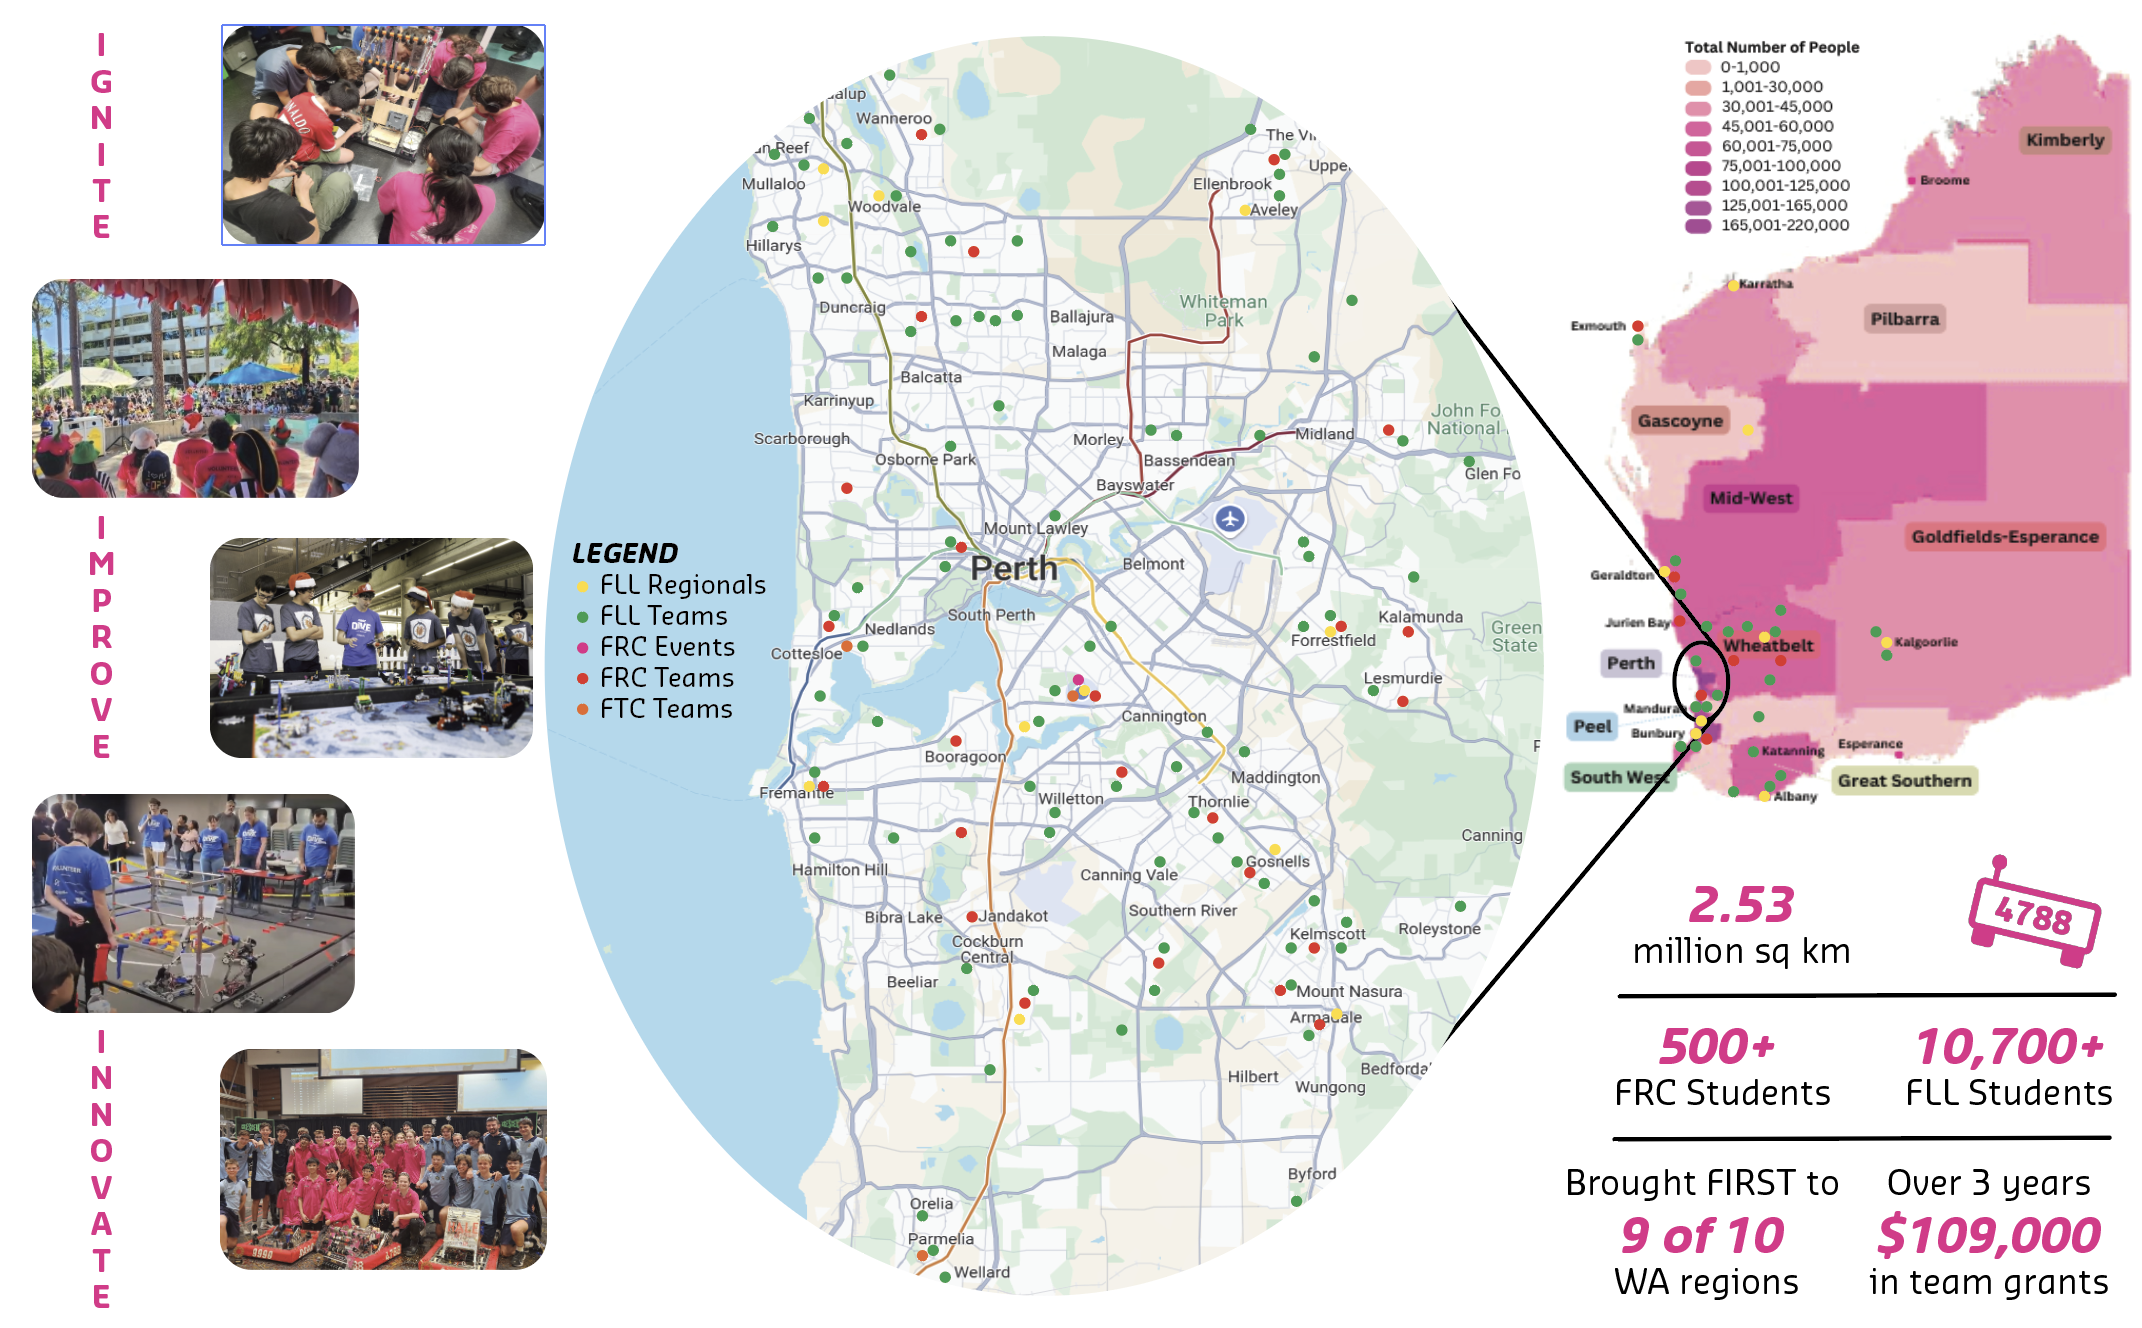 IGNITE
IMPROVE
INNOVATE
LEGEND
FLL Regionals
FLL Teams
FRC Events
FRC Teams
FTC Teams
Wanneroo
Mullaloo
Woodvale
Hillarys
Duncraig
Ballajura
Malaga
Balcatta
Karrinyup
Scarborough
Osborne Park
Morley
Bassendean
Bayswater
Midland
Ellenbrook
Aveley
Whiteman
Park
Mount Lawley
Perth
Belmont
South Perth
Nedlands
Cottesloe
Forrestfield
Kalamunda
Lesmurdie
Cannington
Booragoon
Maddington
Fremantle
Willetton
Thornlie
Gosnells
Hamilton Hill
Canning Vale
Southern River
Bibra Lake
Jandakot
Cockburn
Central
Beeliar
Kelmscott
Roleystone
Mount Nasura
Armadale
Hilbert
Wungong
Byford
Orelia
Parmelia
Wellard
The Vi
Upper
John Fo
National
Glen Fo
Green
State
Canning
Bedforda
Total Number of People
0-1,000
1,001-30,000
30,001-45,000
45,001-60,000
60,001-75,000
75,001-100,000
100,001-125,000
125,001-165,000
165,001-220,000
Kimberly
Broome
Karratha
Exmouth
Pilbarra
Gascoyne
Mid-West
Goldfields-Esperance
Geraldton
Jurien Bay
Wheatbelt
Kalgoorlie
Perth
Mandurah
Peel
Bunbury
Katanning
Esperance
South West
Great Southern
Albany
2.53
million sq km
4788
500+
FRC Students
10,700+
FLL Students
Brought FIRST to
9 of 10
WA regions
Over 3 years
$109,000
in team grants